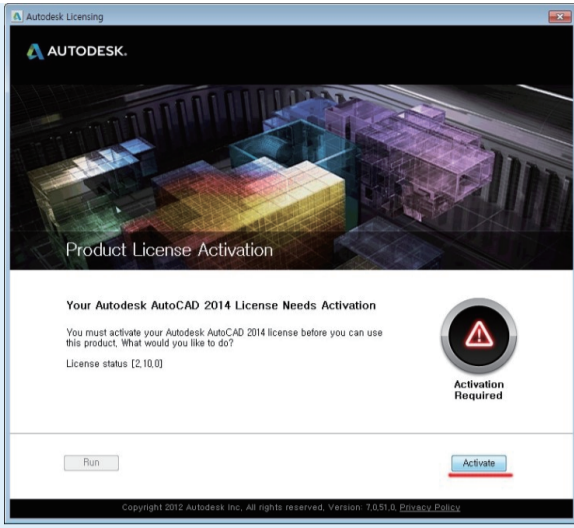 Autodesk Licensing
AUTODESK.
Product License Activation
Your Autodesk AutoCAD 2014 License Needs Activation
You must activate your Autodesk AutoCAD 2014 license before you can use
this product, What would you like to do?
License status [2,10,0]
Activation
Required
Run
Activate
Copyright 2012 Autodesk Inc, All rights reserved, Version: 7,0,51,0, Privacy Policy